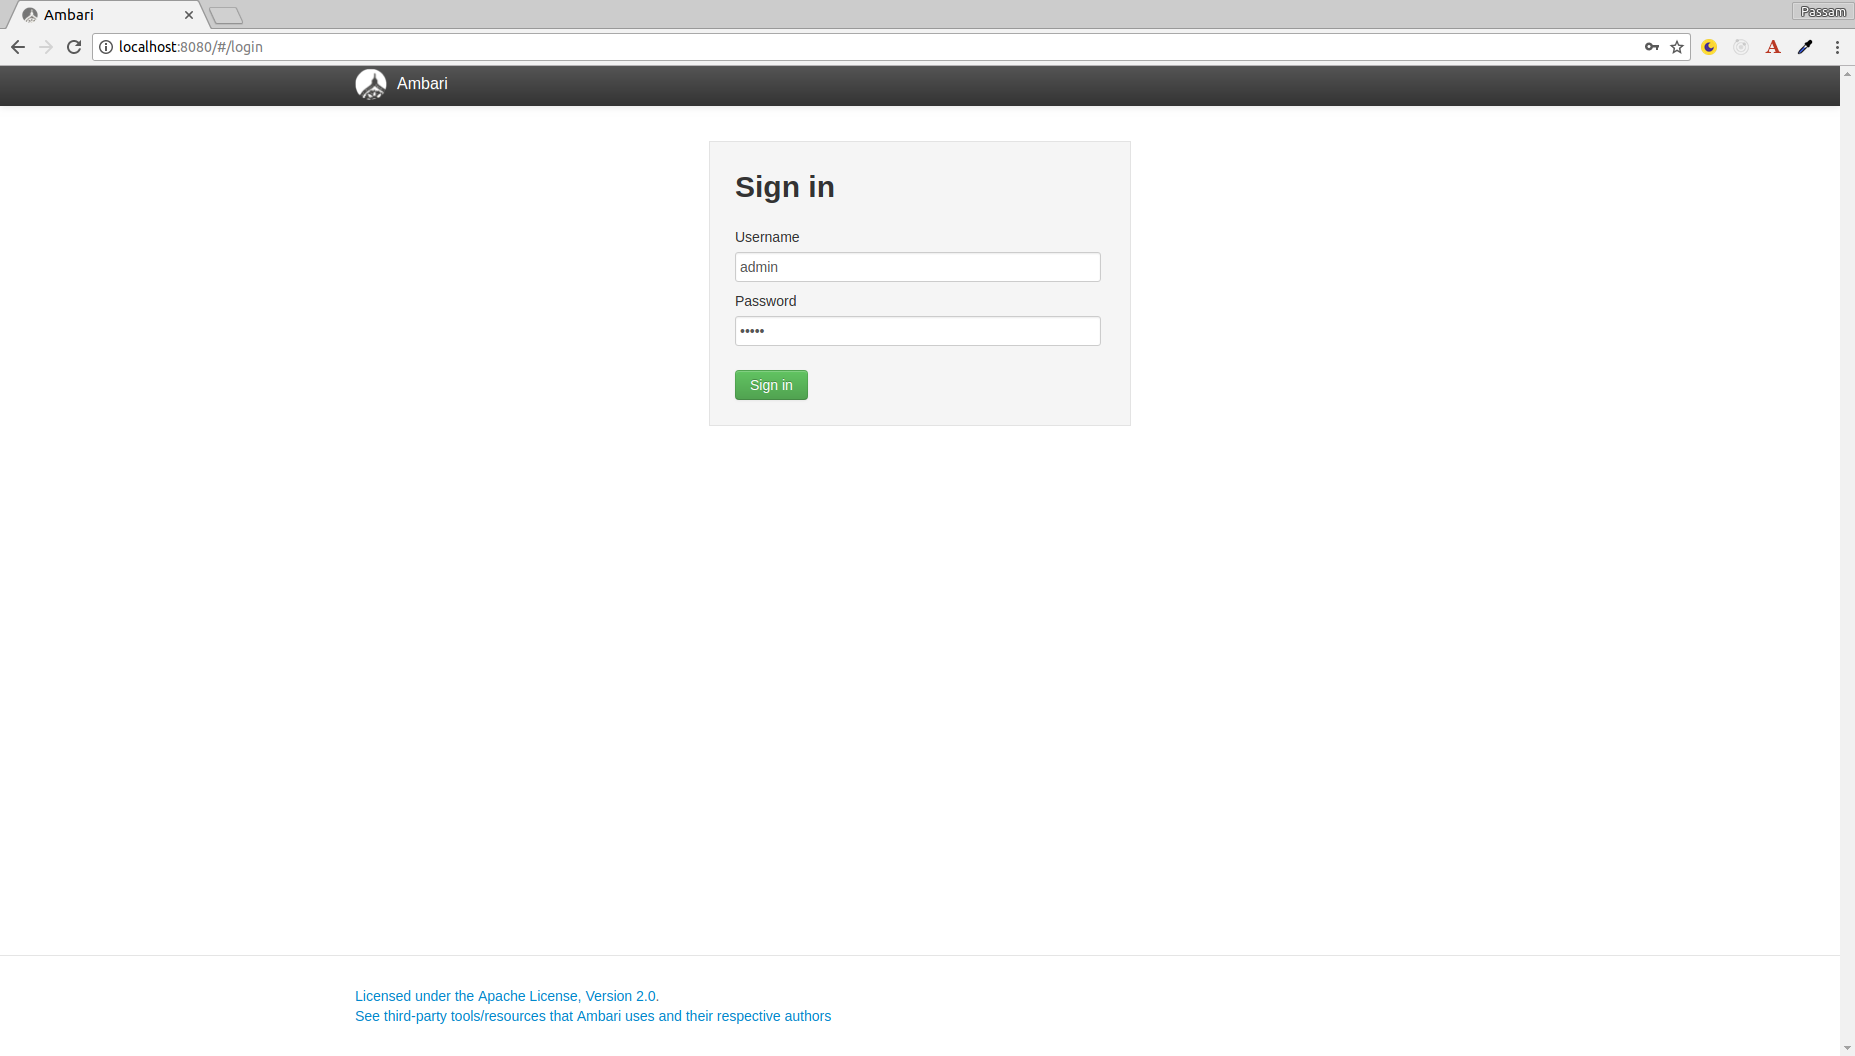 Ambari
Passam
localhost:8080/#/login
A
Ambari
Sign in
Username
admin
Password
•••••
Sign in
Licensed under the Apache License, Version 2.0.
See third-party tools/resources that Ambari uses and their respective authors